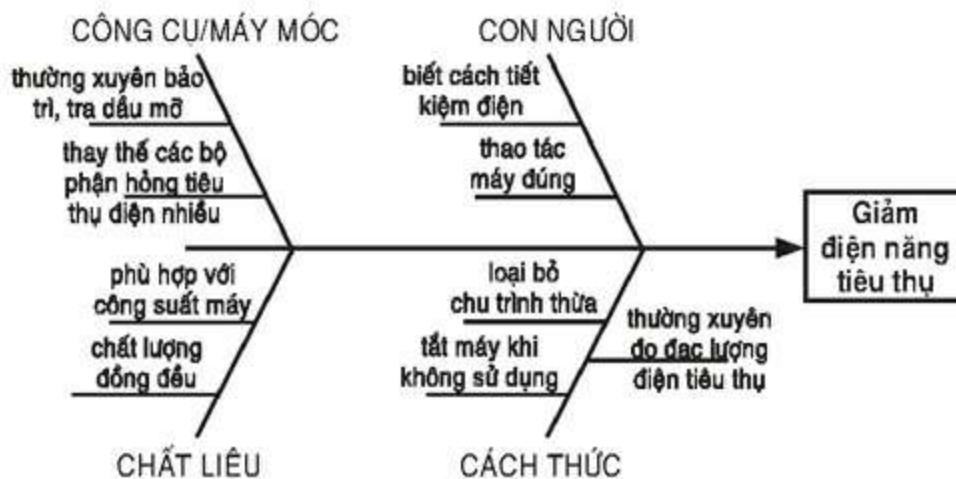 CÔNG CỤ/MÁY MÓC
thường xuyên bảo
trì, tra dầu mỡ
thay thế các bộ
phận hỏng tiêu
thụ điện nhiều
CON NGƯỜI
biết cách tiết
kiệm điện
thao tác
máy đúng
Giảm
điện năng
tiêu thụ
phù hợp với
công suất máy
chất lượng
đồng đều
CHẤT LIỆU
loại bỏ
chu trình thừa
tắt máy khi
không sử dụng
thường xuyên
đo đạc lượng
điện tiêu thụ
CÁCH THỨC